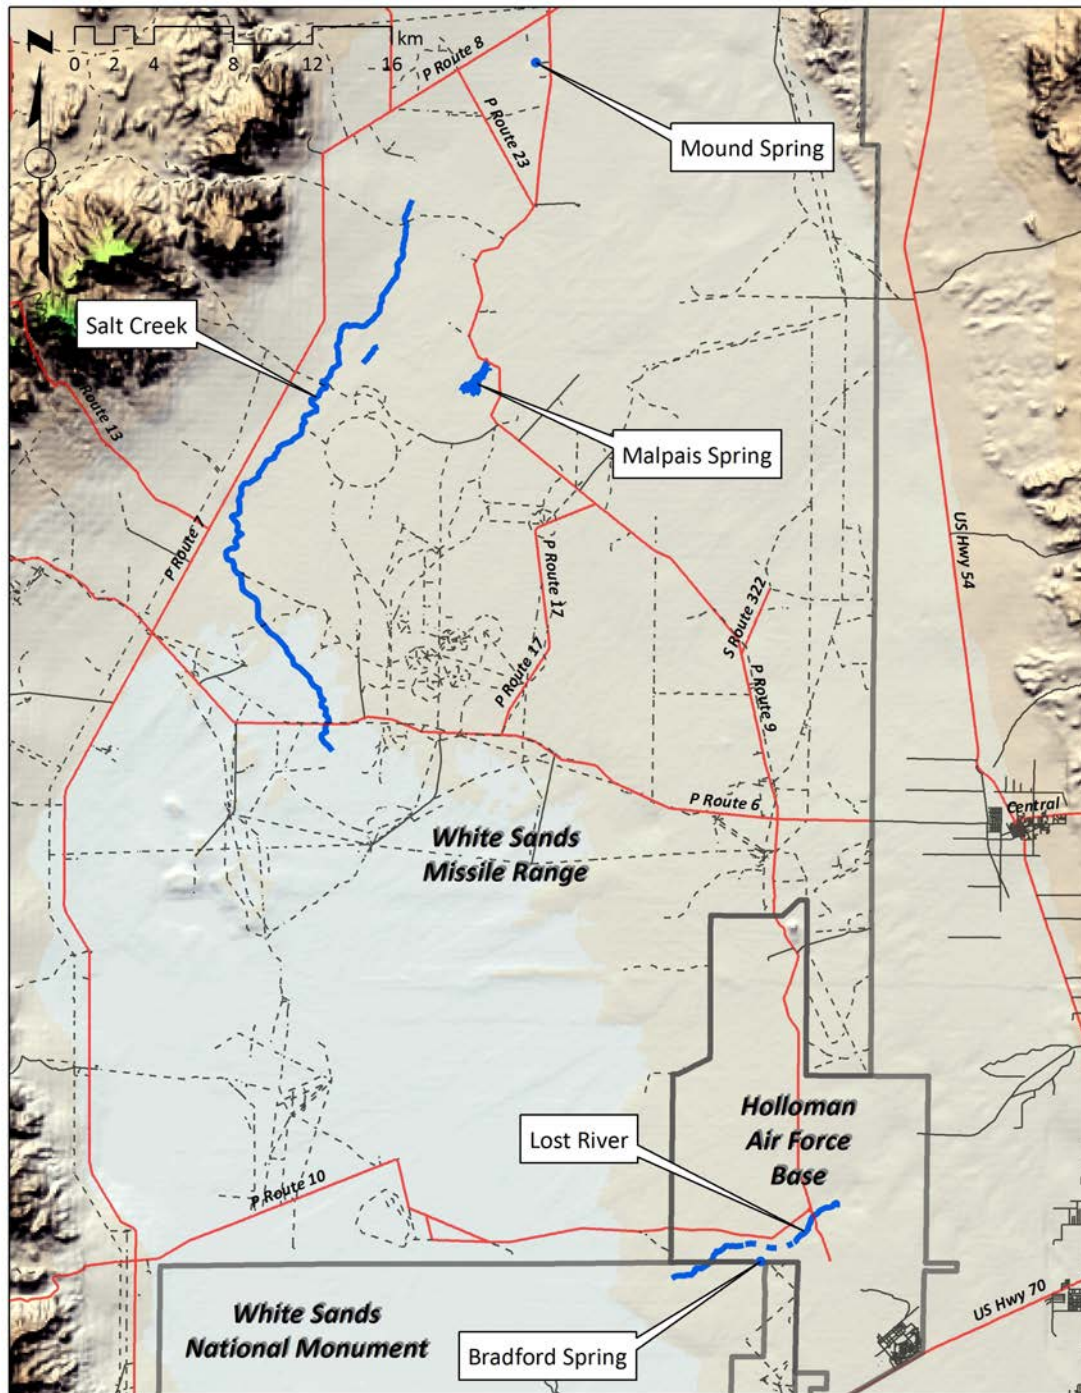 N
0 2 4 8 12 16 km
P Route 8
Mound Spring
P Route 23
Salt Creek
Route 13
Malpais Spring
P Route 7
US Hwy 54
P Route 17
S Route 322
P Route 17
P Route 9
P Route 6
Central
White Sands
Missile Range
Holloman
Air Force
Base
Lost River
P Route 10
US Hwy 70
White Sands
National Monument
Bradford Spring